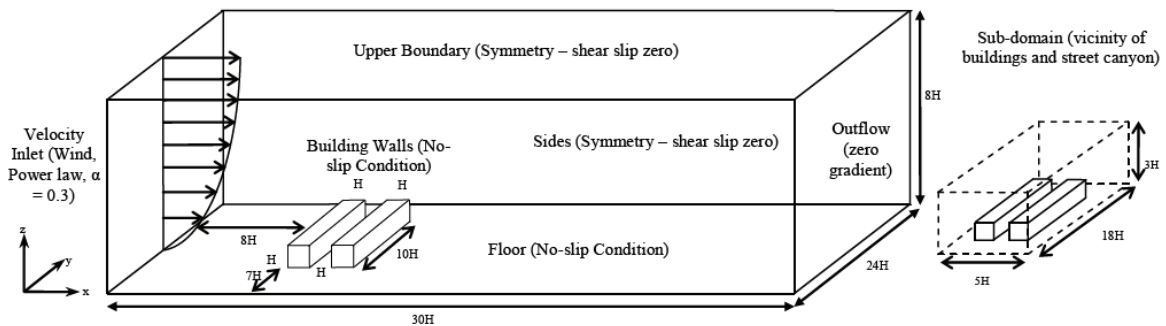 Upper Boundary (Symmetry – shear slip zero)
Sub-domain (vicinity of
buildings and street canyon)
8H
Velocity
Inlet (Wind,
Power law, α
= 0.3)
Building Walls (No-
slip Condition)
Sides (Symmetry – shear slip zero)
Outflow
(zero
gradient)
3H
H
H
z
y
x
8H
H
H
7H
10H
Floor (No-slip Condition)
24H
18H
5H
30H